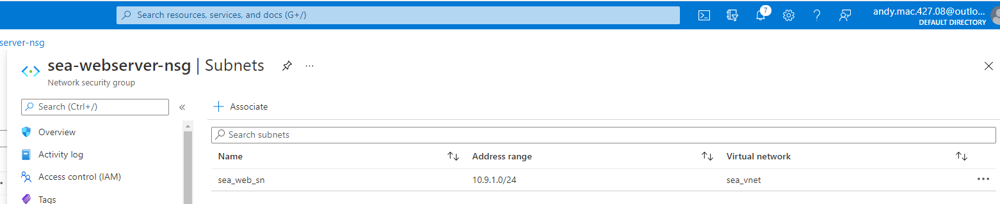 Search resources, services, and docs (G+/)
7
andy.mac.427.08@outlo...
DEFAULT DIRECTORY
server-nsg
sea-webserver-nsg | Subnets
...
Network security group
Search (Ctrl+/)
«
Associate
Overview
Search subnets
Activity log
Name
Address range
Virtual network
Access control (IAM)
sea_web_sn
10.9.1.0/24
sea_vnet
Tags